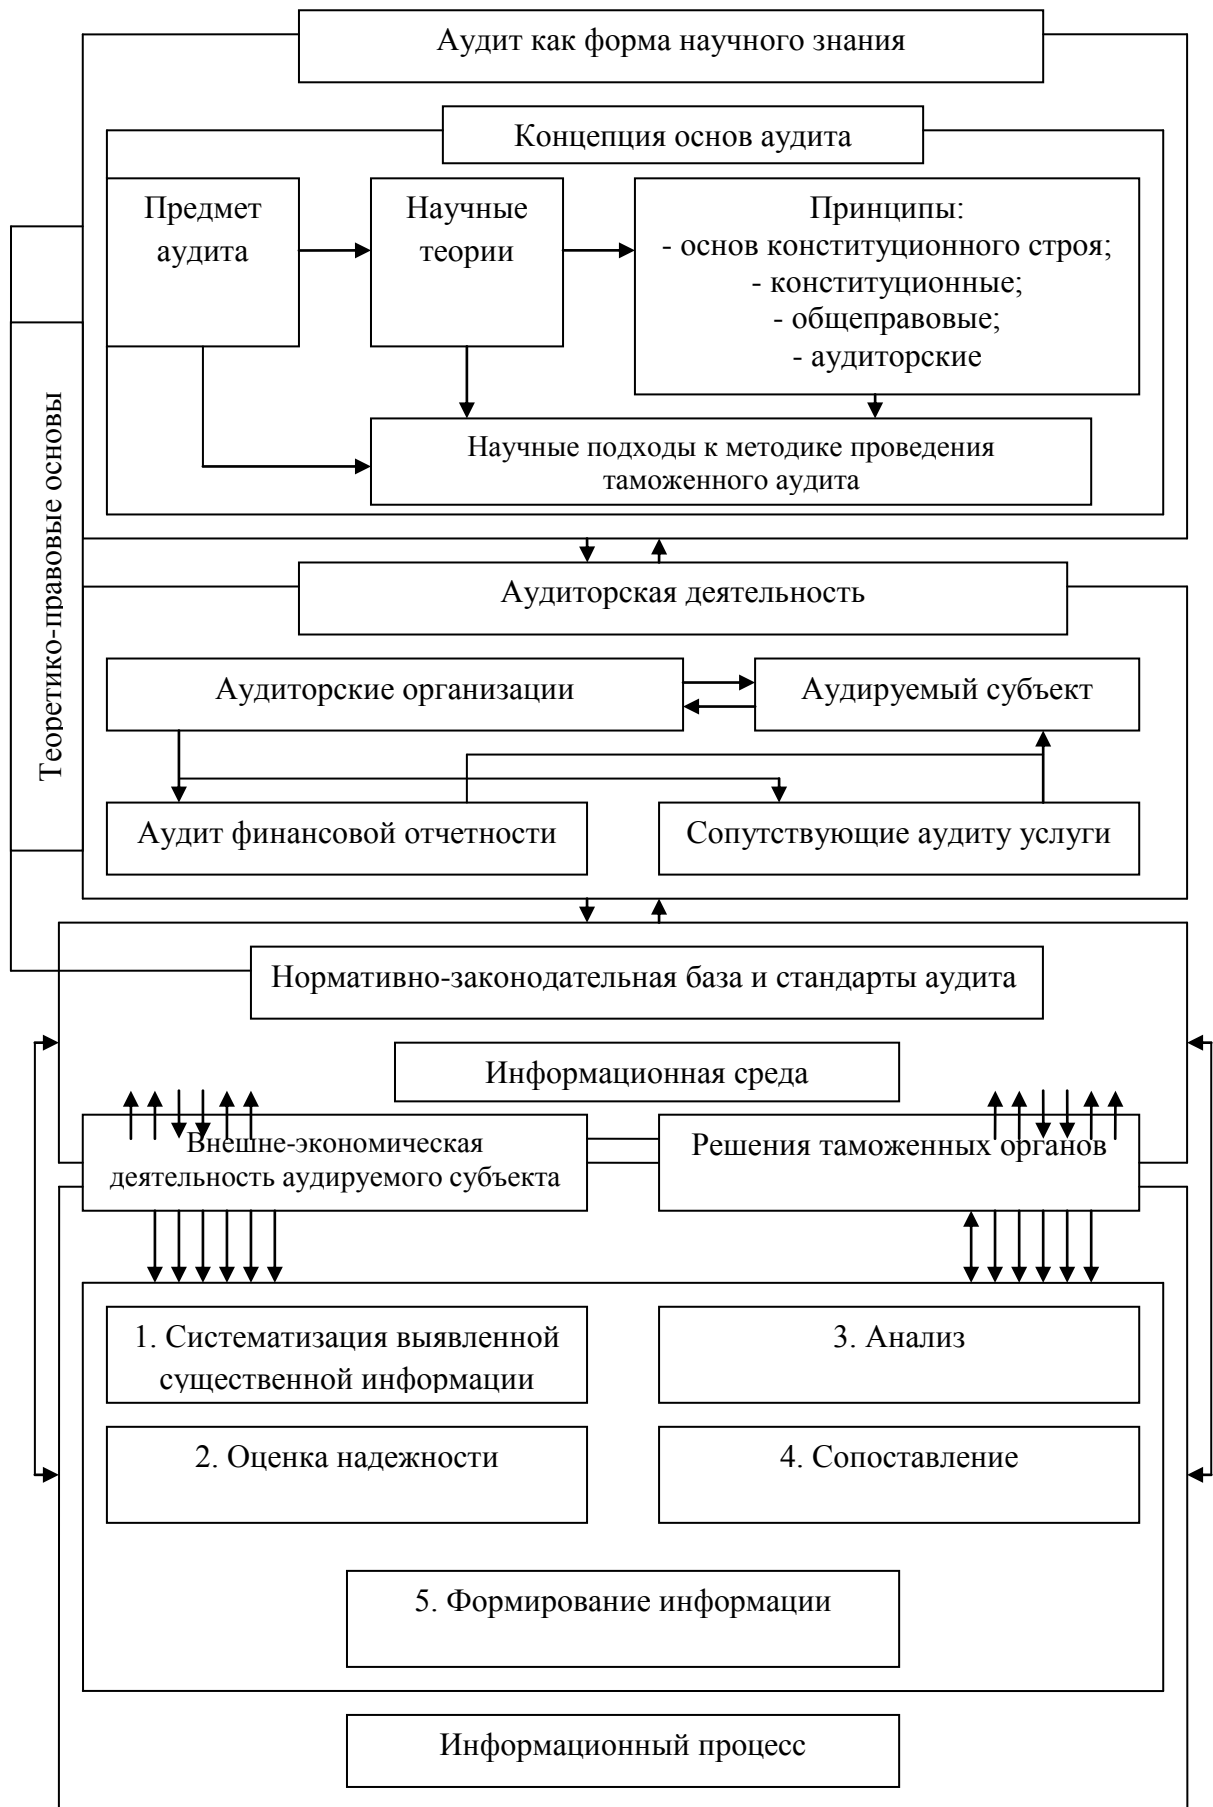 Аудит как форма научного знания
Концепция основ аудита
Предмет
аудита
Научные
теории
Принципы:
- основ конституционного строя;
- конституционные;
- общеправовые;
- аудиторские
Научные подходы к методике проведения
таможенного аудита
Теоретико-правовые основы
Аудиторская деятельность
Аудиторские организации
Аудируемый субъект
Аудит финансовой отчетности
Сопутствующие аудиту услуги
Нормативно-законодательная база и стандарты аудита
Информационная среда
Внешне-экономическая
деятельность аудируемого субъекта
Решения таможенных органов
1. Систематизация выявленной
существенной информации
3. Анализ
2. Оценка надежности
4. Сопоставление
5. Формирование информации
Информационный процесс